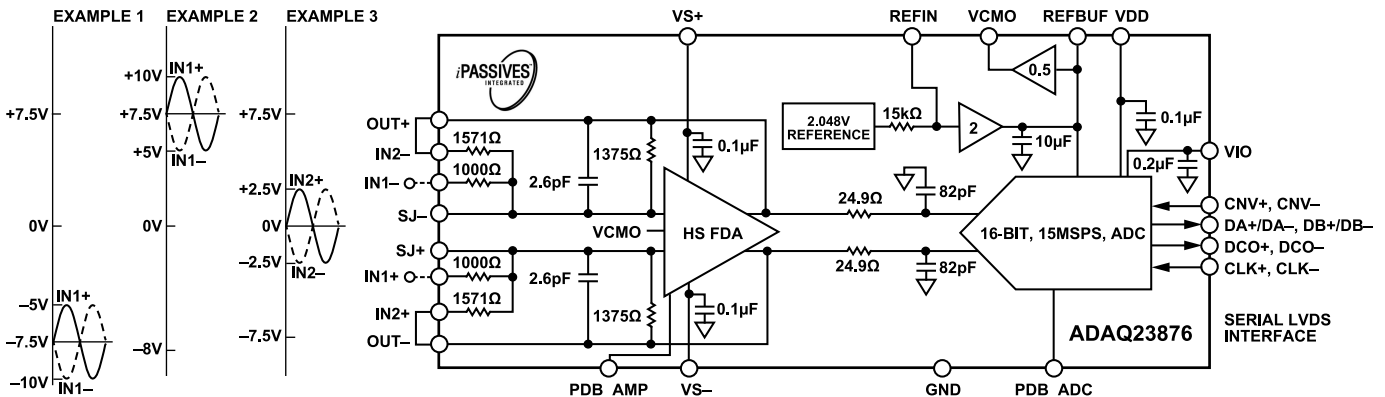 EXAMPLE 1
EXAMPLE 2
EXAMPLE 3
+7.5V
0V
–5V
–7.5V
–10V
IN1+
IN1–
+10V
+7.5V
+5V
0V
–8V
IN1+
IN1–
+7.5V
+2.5V
0V
–2.5V
–7.5V
IN2+
IN2–
VS+
REFIN
VCMO
REFBUF
VDD
iPASSIVES™
INTEGRATED
OUT+
IN2–
IN1–
SJ–
SJ+
IN1+
IN2+
OUT–
1571Ω
1000Ω
2.6pF
1375Ω
0.1µF
VCMO
HS FDA
1000Ω
1571Ω
2.6pF
1375Ω
0.1µF
2.048V
REFERENCE
15kΩ
2
0.5
10µF
0.1µF
0.2µF
24.9Ω
82pF
24.9Ω
82pF
16-BIT, 15MSPS, ADC
VIO
CNV+, CNV–
DA+/DA–, DB+/DB–
DCO+, DCO–
CLK+, CLK–
SERIAL LVDS
INTERFACE
ADAQ23876
PDB_AMP
VS–
GND
PDB_ADC